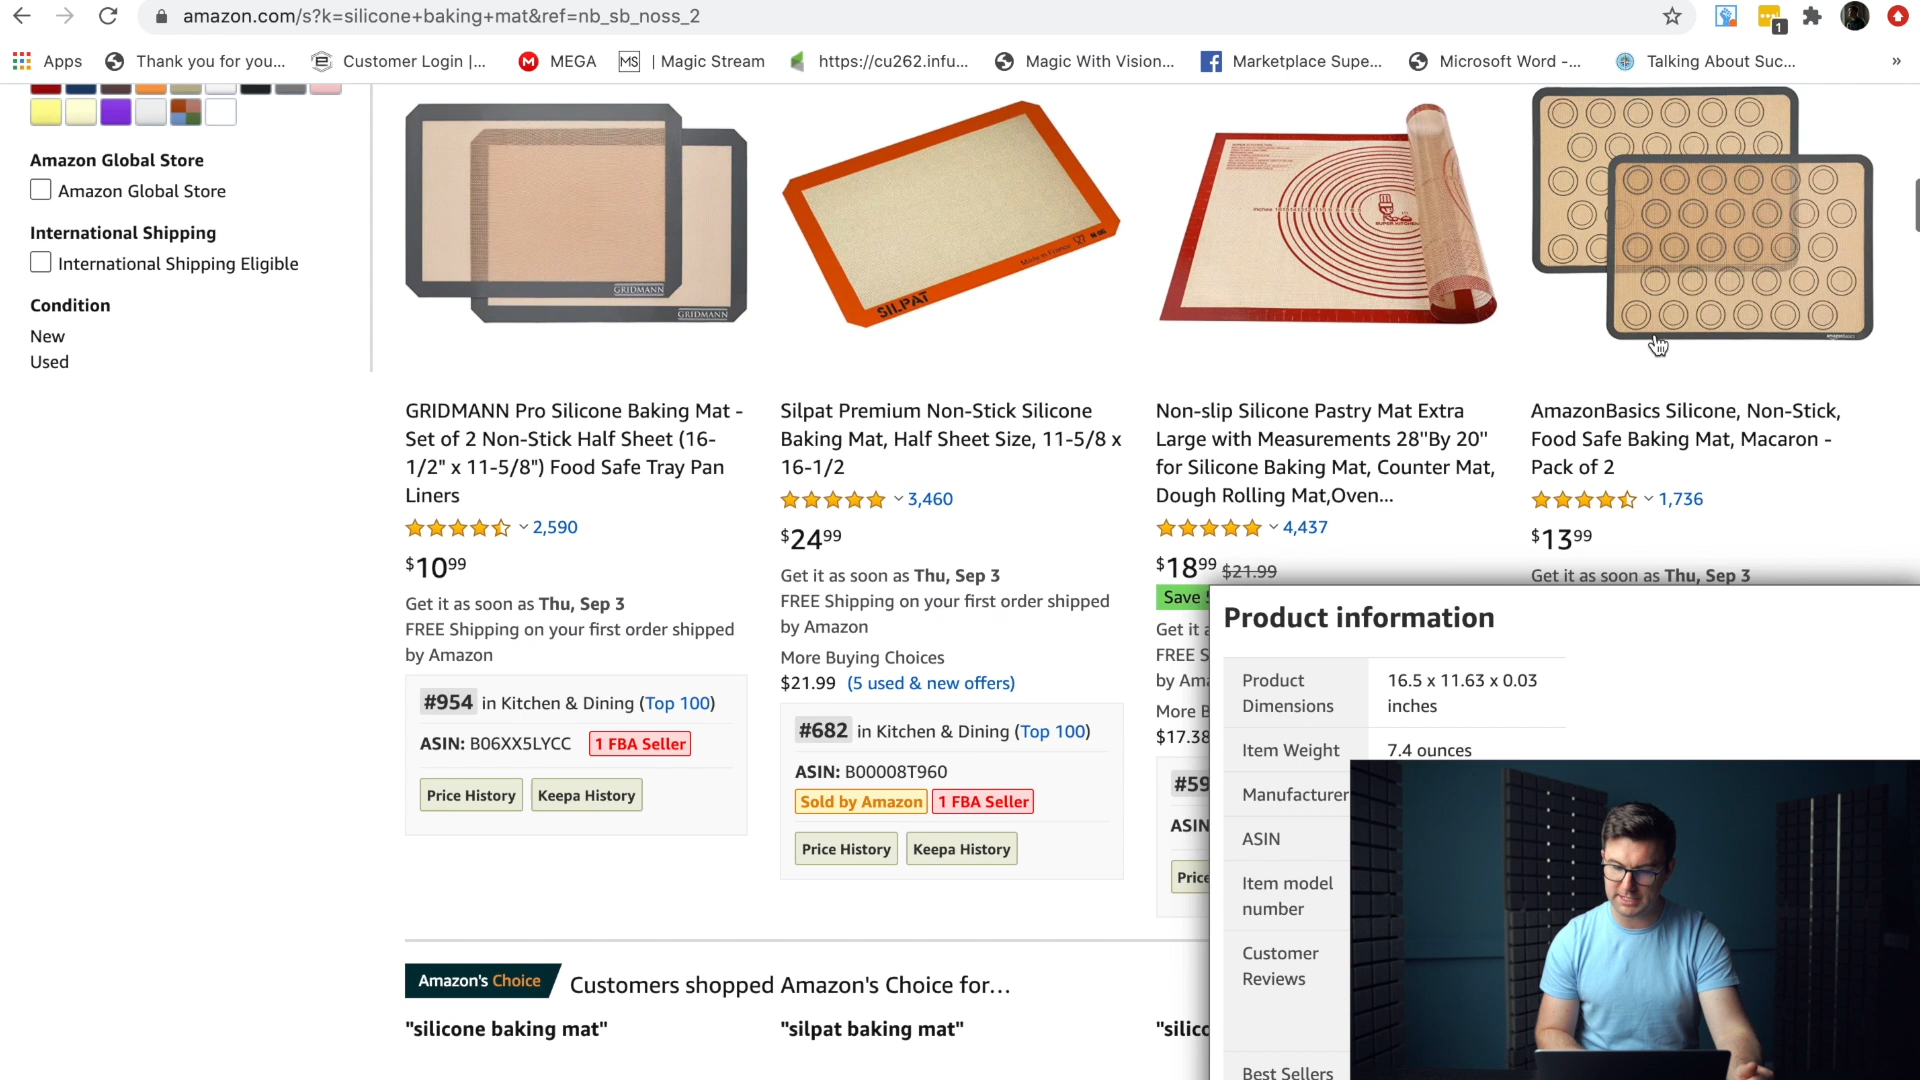 amazon.com/s?k=silicone+baking+mat&ref=nb_sb_noss_2
1
Apps
Thank you for you...
Customer Login |...
MEGA
MS
| Magic Stream
https://cu262.infu...
Magic With Vision...
Marketplace Supe...
Microsoft Word -...
Talking About Suc...
»
Amazon Global Store
Amazon Global Store
International Shipping
International Shipping Eligible
Condition
New
Used
GRIDMANN
GRIDMANN
SILPAT
Made in France
SUPER KITCHEN
GRIDMANN Pro Silicone Baking Mat -
Set of 2 Non-Stick Half Sheet (16-
1/2" x 11-5/8") Food Safe Tray Pan
Liners
2,590
$10.99
Get it as soon as Thu, Sep 3
FREE Shipping on your first order shipped
by Amazon
#954 in Kitchen & Dining (Top 100)
ASIN: B06XX5LYCC 1 FBA Seller
Price History Keepa History
Silpat Premium Non-Stick Silicone
Baking Mat, Half Sheet Size, 11-5/8 x
16-1/2
3,460
$24.99
Get it as soon as Thu, Sep 3
FREE Shipping on your first order shipped
by Amazon
More Buying Choices
$21.99 (5 used & new offers)
#682 in Kitchen & Dining (Top 100)
ASIN: B00008T960
Sold by Amazon 1 FBA Seller
Price History Keepa History
Non-slip Silicone Pastry Mat Extra
Large with Measurements 28''By 20''
for Silicone Baking Mat, Counter Mat,
Dough Rolling Mat,Oven...
4,437
$18.99 $21.99
Save
Get it
FREE S
by Ama
More B
$17.38
#59
ASIN
Price
AmazonBasics Silicone, Non-Stick,
Food Safe Baking Mat, Macaron -
Pack of 2
1,736
$13.99
Get it as soon as Thu, Sep 3
Product information
Product
Dimensions
16.5 x 11.63 x 0.03
inches
Item Weight
7.4 ounces
Manufacturer
ASIN
Item model
number
Customer
Reviews
Best Sellers
Amazon's Choice
Customers shopped Amazon's Choice for…
"silicone baking mat"
"silpat baking mat"
"silico